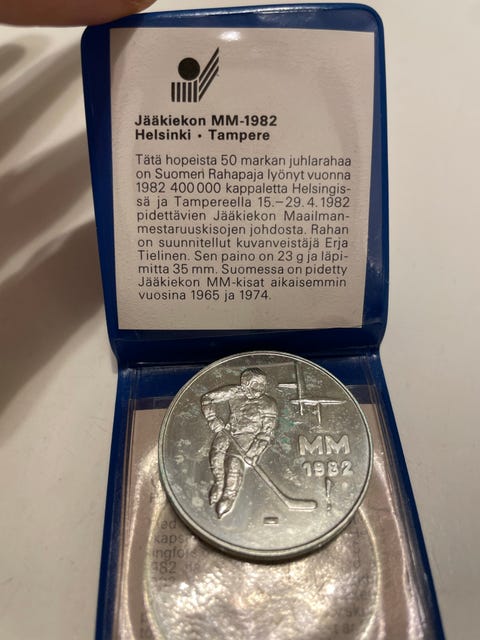 Jääkiekon MM-1982
Helsinki • Tampere
Tätä hopeista 50 markan juhlarahaa
on Suomen Rahapaja lyönyt vuonna
1982 400 000 kappaletta Helsingis-
sä ja Tampereella 15.–29. 4. 1982
pidettävien Jääkiekon Maailman-
mestaruuskisojen johdosta. Rahan
on suunnitellut kuvanveistäjä Erja
Tielinen. Sen paino on 23 g ja läpi-
mitta 35 mm. Suomessa on pidetty
Jääkiekon MM-kisat aikaisemmin
vuosina 1965 ja 1974.
MM
1982